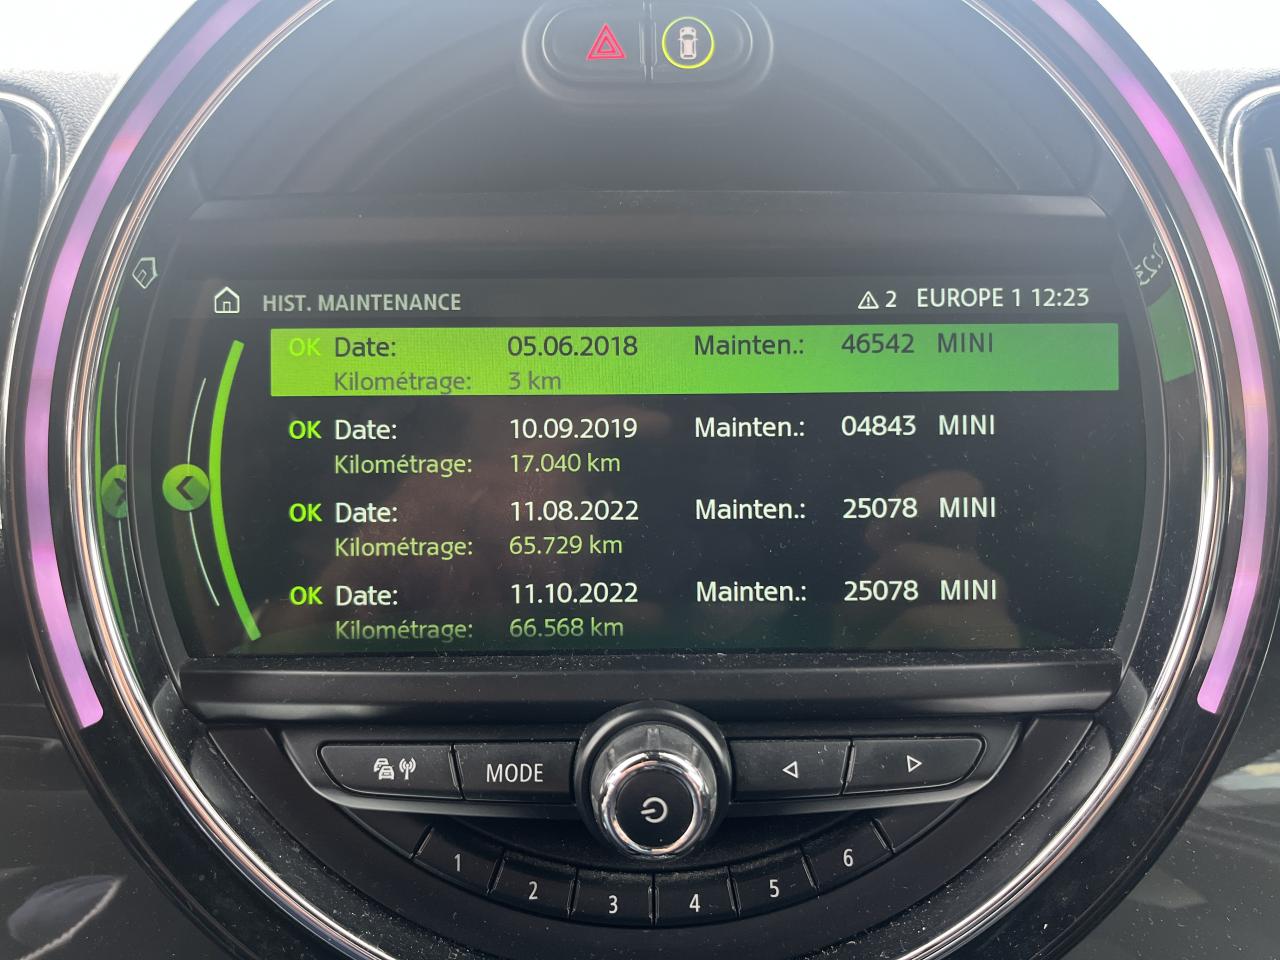 HIST. MAINTENANCE 2 EUROPE 1 12:23
OK Date: 05.06.2018 Mainten.: 46542 MINI
Kilométrage: 3 km
OK Date: 10.09.2019 Mainten.: 04843 MINI
Kilométrage: 17.040 km
OK Date: 11.08.2022 Mainten.: 25078 MINI
Kilométrage: 65.729 km
OK Date: 11.10.2022 Mainten.: 25078 MINI
Kilométrage: 66.568 km
MODE
1 2 3 4 5 6